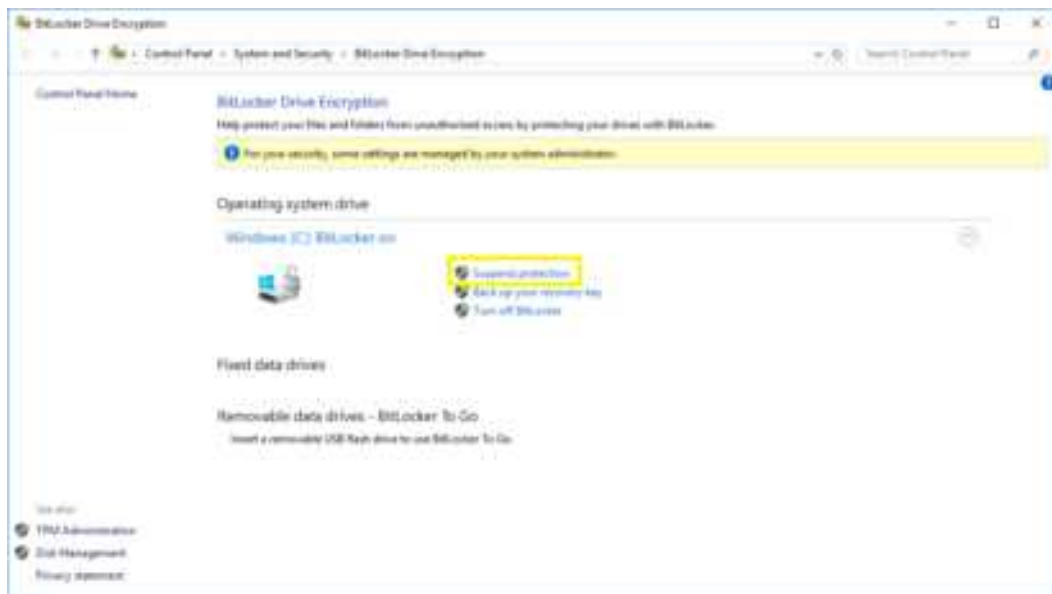 BitLocker Drive Encryption
Control Panel › System and Security › BitLocker Drive Encryption
Search Control Panel
Control Panel Home
BitLocker Drive Encryption
Help protect your files and folders from unauthorized access by protecting your drives with BitLocker.
For your security, some settings are managed by your system administrator.
Operating system drive
Windows (C:) BitLocker on
Suspend protection
Back up your recovery key
Turn off BitLocker
Fixed data drives
Removable data drives - BitLocker To Go
Insert a removable USB flash drive to use BitLocker To Go.
See also
TPM Administration
Disk Management
Privacy statement